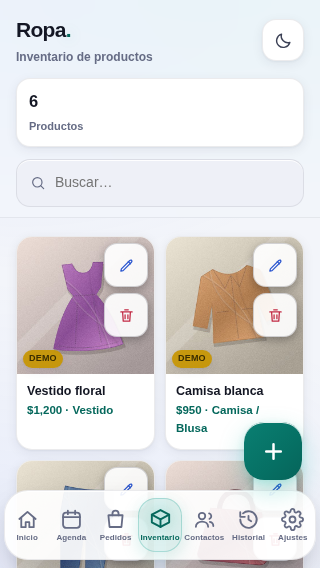 Ropa.
Inventario de productos
6
Productos
Buscar…
DEMO
DEMO
Vestido floral
$1,200 · Vestido
Camisa blanca
$950 · Camisa /
Blusa
Inicio
Agenda
Pedidos
Inventario
Contactos
Historial
Ajustes